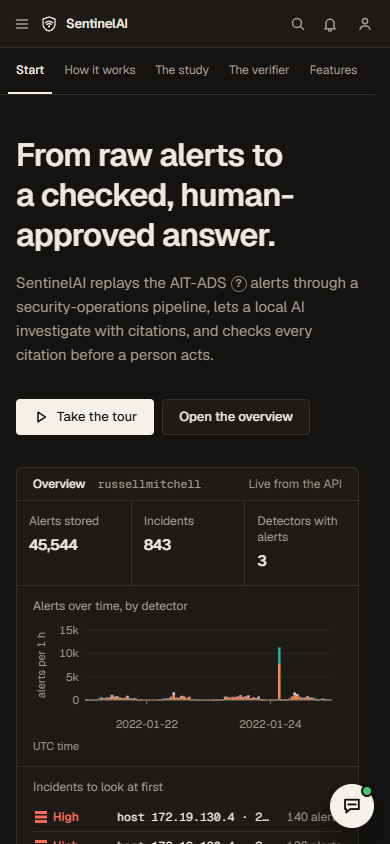 SentinelAI
Start How it works The study The verifier Features
From raw alerts to
a checked, human-
approved answer.
SentinelAI replays the AIT-ADS ? alerts through a
security-operations pipeline, lets a local AI
investigate with citations, and checks every
citation before a person acts.
Take the tour Open the overview
Overview russellmitchell Live from the API
Alerts stored Incidents Detectors with
alerts
45,544 843
3
Alerts over time, by detector
alerts per 1 h
15k
10k
5k
0
2022-01-22 2022-01-24
UTC time
Incidents to look at first
High host 172.19.130.4 · 2… 140
High